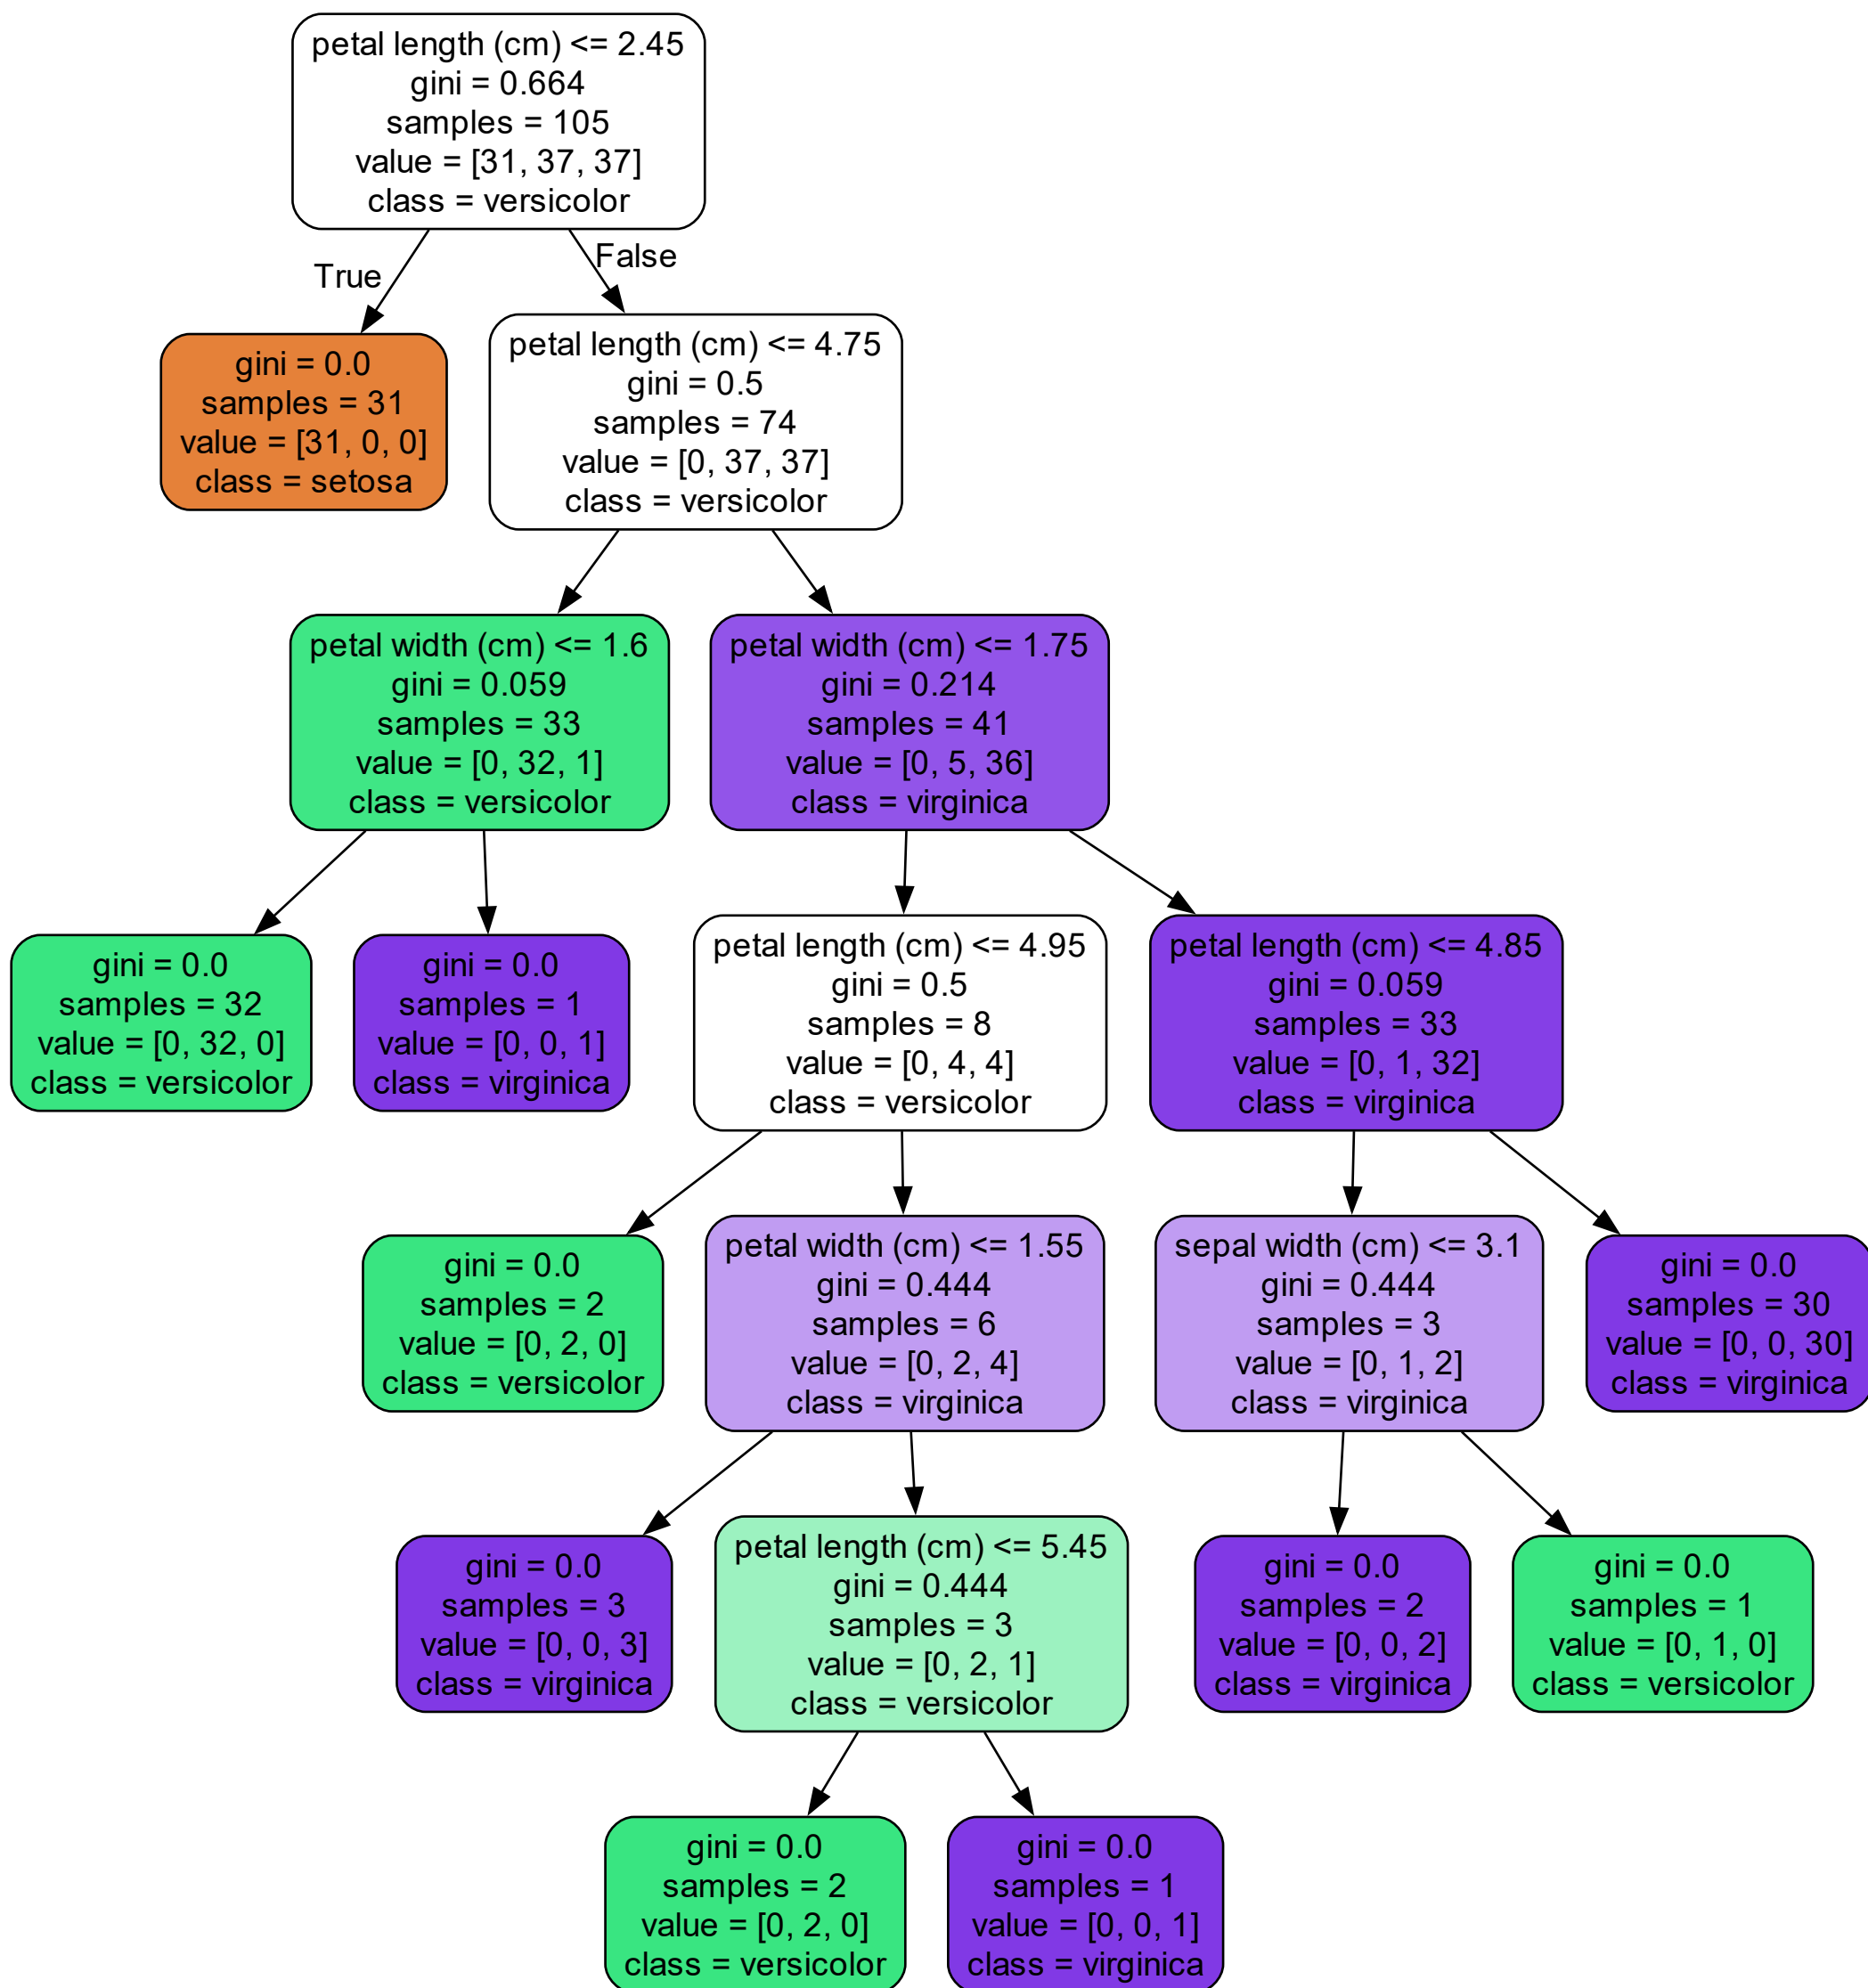 petal length (cm) <= 2.45
gini = 0.664
samples = 105
value = [31, 37, 37]
class = versicolor
True
False
gini = 0.0
samples = 31
value = [31, 0, 0]
class = setosa
petal length (cm) <= 4.75
gini = 0.5
samples = 74
value = [0, 37, 37]
class = versicolor
petal width (cm) <= 1.6
gini = 0.059
samples = 33
value = [0, 32, 1]
class = versicolor
petal width (cm) <= 1.75
gini = 0.214
samples = 41
value = [0, 5, 36]
class = virginica
gini = 0.0
samples = 32
value = [0, 32, 0]
class = versicolor
gini = 0.0
samples = 1
value = [0, 0, 1]
class = virginica
petal length (cm) <= 4.95
gini = 0.5
samples = 8
value = [0, 4, 4]
class = versicolor
petal length (cm) <= 4.85
gini = 0.059
samples = 33
value = [0, 1, 32]
class = virginica
gini = 0.0
samples = 2
value = [0, 2, 0]
class = versicolor
petal width (cm) <= 1.55
gini = 0.444
samples = 6
value = [0, 2, 4]
class = virginica
sepal width (cm) <= 3.1
gini = 0.444
samples = 3
value = [0, 1, 2]
class = virginica
gini = 0.0
samples = 30
value = [0, 0, 30]
class = virginica
gini = 0.0
samples = 3
value = [0, 0, 3]
class = virginica
petal length (cm) <= 5.45
gini = 0.444
samples = 3
value = [0, 2, 1]
class = versicolor
gini = 0.0
samples = 2
value = [0, 0, 2]
class = virginica
gini = 0.0
samples = 1
value = [0, 1, 0]
class = versicolor
gini = 0.0
samples = 2
value = [0, 2, 0]
class = versicolor
gini = 0.0
samples = 1
value = [0, 0, 1]
class = virginica